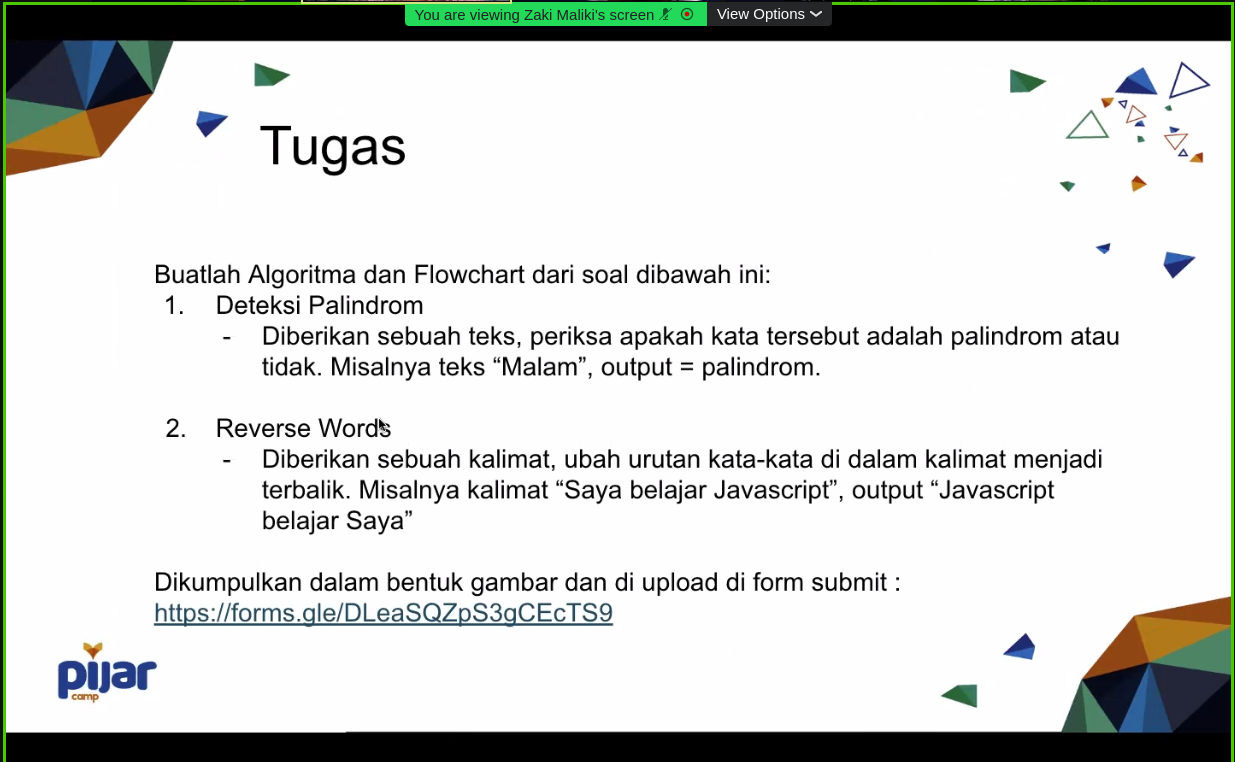 You are viewing Zaki Maliki's screen View Options
Tugas
Buatlah Algoritma dan Flowchart dari soal dibawah ini:
1. Deteksi Palindrom
- Diberikan sebuah teks, periksa apakah kata tersebut adalah palindrom atau
tidak. Misalnya teks “Malam”, output = palindrom.
2. Reverse Words
- Diberikan sebuah kalimat, ubah urutan kata-kata di dalam kalimat menjadi
terbalik. Misalnya kalimat “Saya belajar Javascript”, output “Javascript
belajar Saya”
Dikumpulkan dalam bentuk gambar dan di upload di form submit :
https://forms.gle/DLeaSQZpS3gCEcTS9
pijar
camp